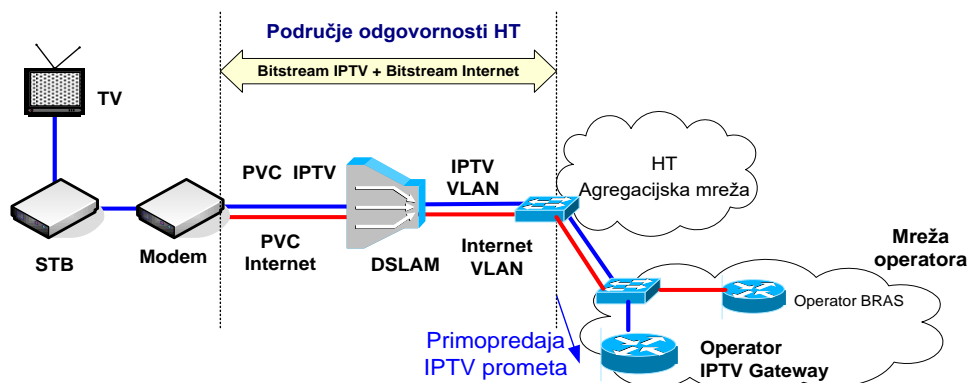 Područje odgovornosti HT
Bitstream IPTV + Bitstream Internet
TV
PVC IPTV
IPTV
VLAN
HT
Agregacijska mreža
STB
Modem
PVC
Internet
DSLAM
Internet
VLAN
Mreža
operatora
Operator BRAS
Primopredaja
IPTV prometa
Operator
IPTV Gateway